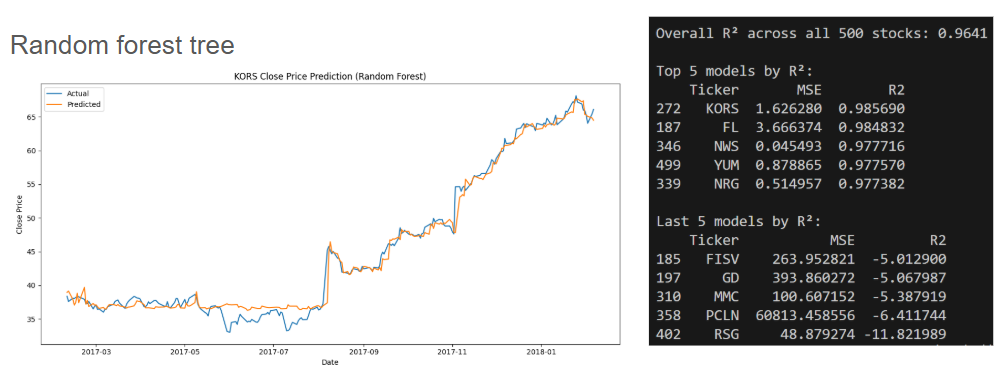 Random forest tree
KORS Close Price Prediction (Random Forest)
Actual
Predicted
65
60
55
50
45
40
35
Close Price
2017-03 2017-05 2017-07 2017-09 2017-11 2018-01
Date
Overall R² across all 500 stocks: 0.9641
Top 5 models by R²:
Ticker MSE R2
272 KORS 1.626280 0.985690
187 FL 3.666374 0.984832
346 NWS 0.045493 0.977716
499 YUM 0.878865 0.977570
339 NRG 0.514957 0.977382
Last 5 models by R²:
Ticker MSE R2
185 FISV 263.952821 -5.012900
197 GD 393.860272 -5.067987
310 MMC 100.607152 -5.387919
358 PCLN 60813.458556 -6.411744
402 RSG 48.879274 -11.821989